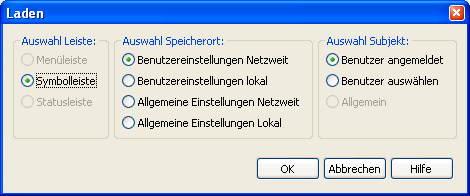 Laden
Auswahl Leiste:
Menüleiste
Symbolleiste
Statusleiste
Auswahl Speicherort:
Benutzereinstellungen Netzweit
Benutzereinstellungen lokal
Allgemeine Einstellungen Netzweit
Allgemeine Einstellungen Lokal
Auswahl Subjekt:
Benutzer angemeldet
Benutzer auswählen
Allgemein
OK
Abbrechen
Hilfe